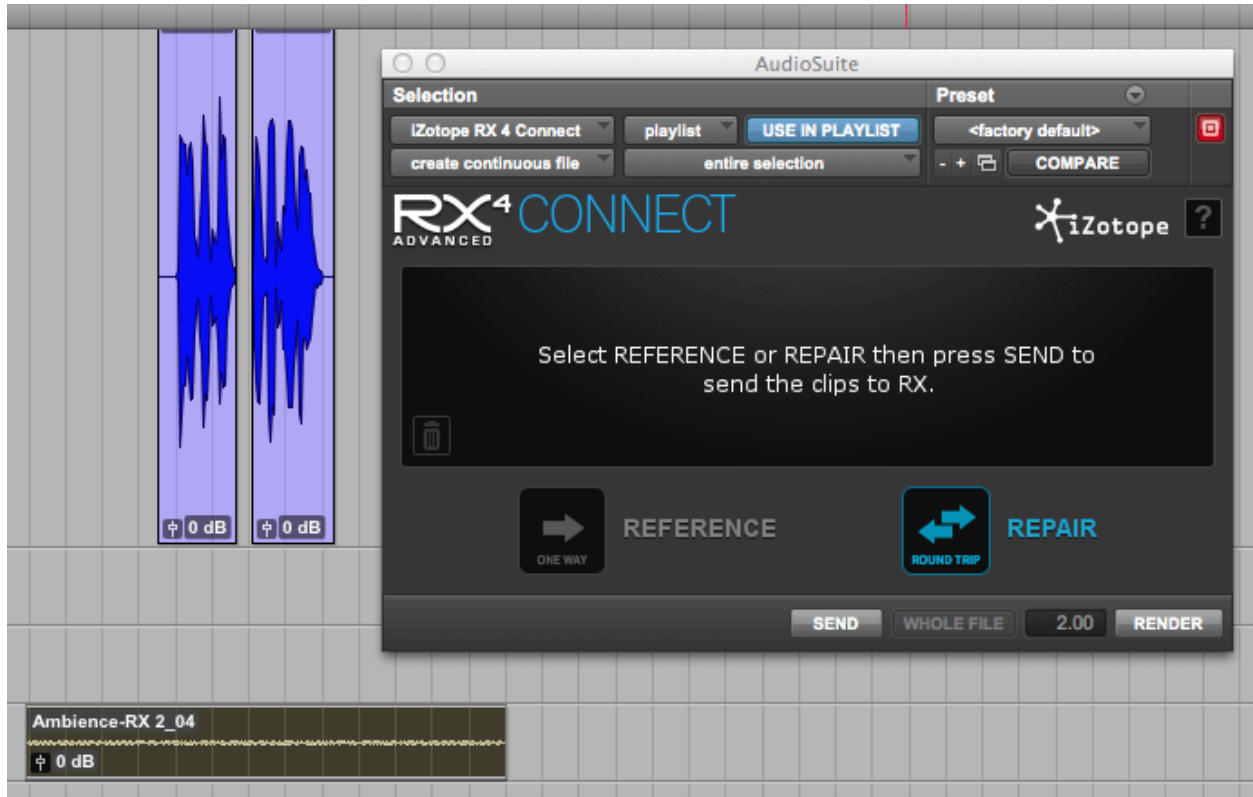 AudioSuite
Selection
Preset
iZotope RX 4 Connect
playlist
USE IN PLAYLIST
<factory default>
create continuous file
entire selection
- +
COMPARE
RX4 CONNECT
ADVANCED
iZotope
?
Select REFERENCE or REPAIR then press SEND to
send the clips to RX.
ONE WAY
REFERENCE
ROUND TRIP
REPAIR
0 dB
0 dB
SEND
WHOLE FILE
2.00
RENDER
Ambience-RX 2_04
0 dB